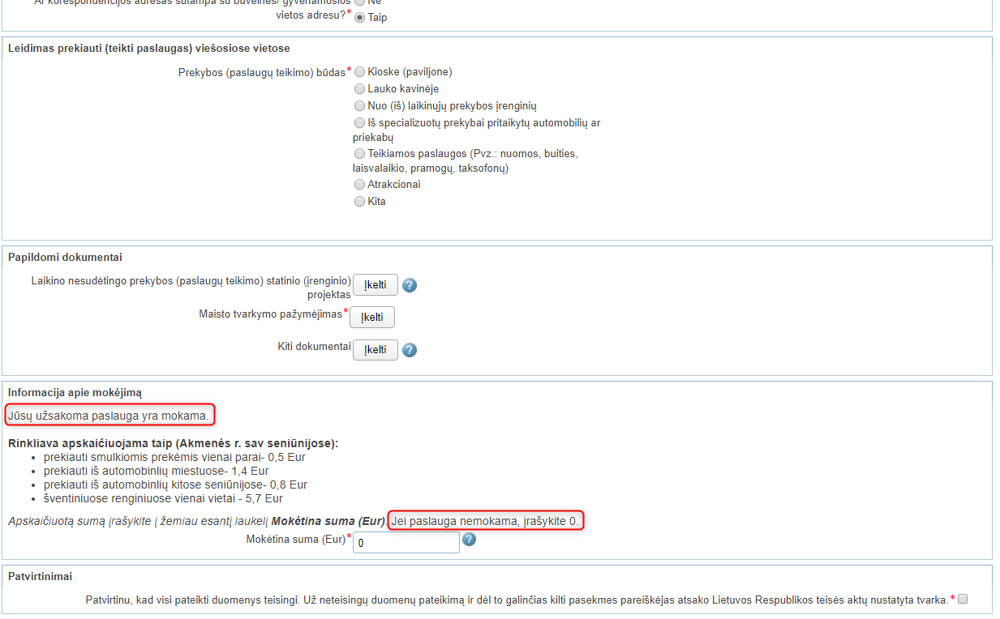 Ar korespondencijos adresas sutampa su buveinės/ gyvenamosios
vietos adresu?*
Ne
Taip
Leidimas prekiauti (teikti paslaugas) viešosiose vietose
Prekybos (paslaugų teikimo) būdas*
Kioske (paviljone)
Lauko kavinėje
Nuo (iš) laikinųjų prekybos įrenginių
Iš specializuotų prekybai pritaikytų automobilių ar
priekabų
Teikiamos paslaugos (Pvz.: nuomos, buities,
laisvalaikio, pramogų, taksofonų)
Atrakcionai
Kita
Papildomi dokumentai
Laikino nesudėtingo prekybos (paslaugų teikimo) statinio (įrenginio)
projektas
Įkelti ?
Maisto tvarkymo pažymėjimas* Įkelti
Kiti dokumentai Įkelti ?
Informacija apie mokėjimą
Jūsų užsakoma paslauga yra mokama.
Rinkliava apskaičiuojama taip (Akmenės r. sav seniūnijose):
• prekiauti smulkiomis prekėmis vienai parai- 0,5 Eur
• prekiauti iš automobinlių miestuose- 1,4 Eur
• prekiauti iš automobinlių kitose seniūnijose- 0,8 Eur
• šventiniuose renginiuose vienai vietai - 5,7 Eur
Apskaičiuotą sumą įrašykite į žemiau esantį laukelį Mokėtina suma (Eur). Jei paslauga nemokama, įrašykite 0.
Mokėtina suma (Eur)* 0 ?
Patvirtinimai
Patvirtinu, kad visi pateikti duomenys teisingi. Už neteisingų duomenų pateikimą ir dėl to galinčias kilti pasekmes pareiškėjas atsako Lietuvos Respublikos teisės aktų nustatyta tvarka.*